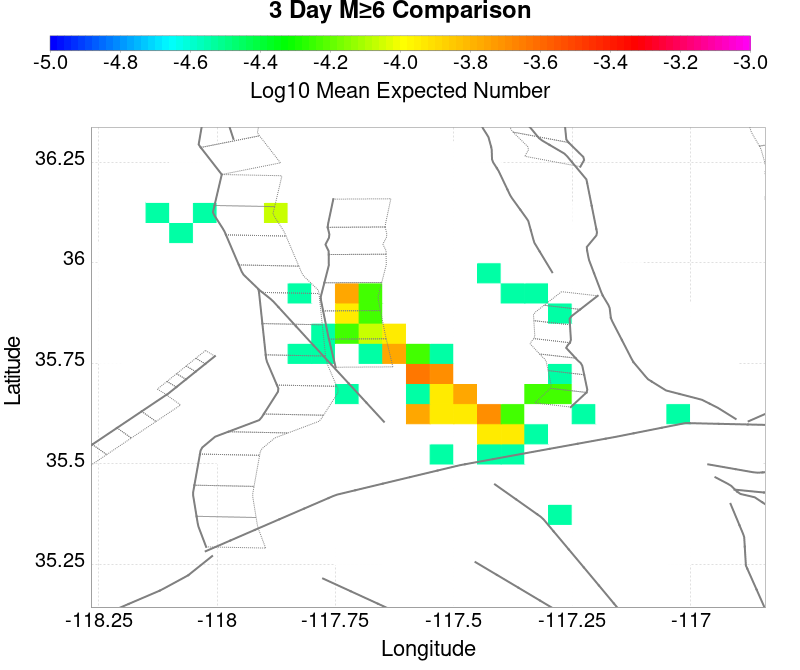 3 Day M≥6 Comparison
-5.0 -4.8 -4.6 -4.4 -4.2 -4.0 -3.8 -3.6 -3.4 -3.2 -3.0
Log10 Mean Expected Number
36.25
36
35.75
35.5
35.25
Latitude
-118.25 -118 -117.75 -117.5 -117.25 -117
Longitude